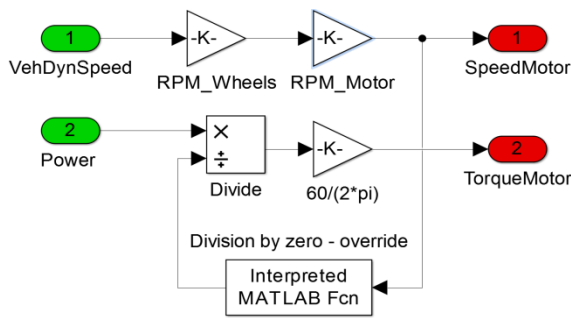 1
-K-
-K-
1
VehDynSpeed
RPM_Wheels
RPM_Motor
SpeedMotor
2
×
÷
-K-
2
Power
Divide
60/(2*pi)
TorqueMotor
Division by zero - override
Interpreted
MATLAB Fcn